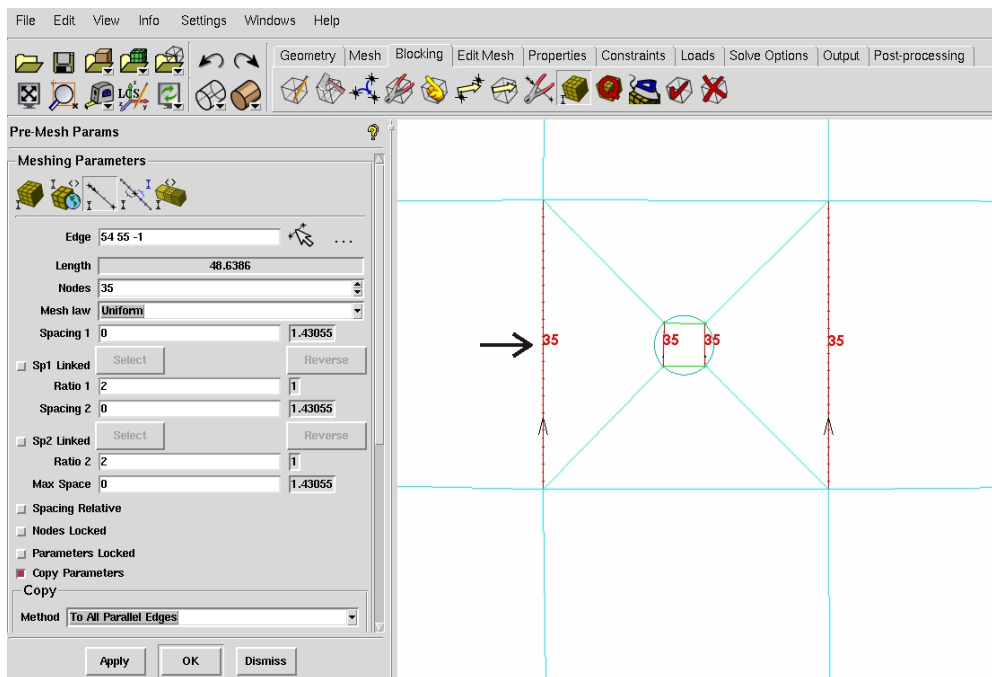 File Edit View Info Settings Windows Help
Geometry Mesh Blocking Edit Mesh Properties Constraints Loads Solve Options Output Post-processing
LCS
Pre-Mesh Params
Meshing Parameters
Edge 54 55 -1 ...
Length 48.6386
Nodes 35
Mesh law Uniform
Spacing 1 0 1.43055
Sp1 Linked Select Reverse
Ratio 1 2 1
Spacing 2 0 1.43055
Sp2 Linked Select Reverse
Ratio 2 2 1
Max Space 0 1.43055
Spacing Relative
Nodes Locked
Parameters Locked
Copy Parameters
Copy
Method To All Parallel Edges
Apply OK Dismiss
35 35 35 35